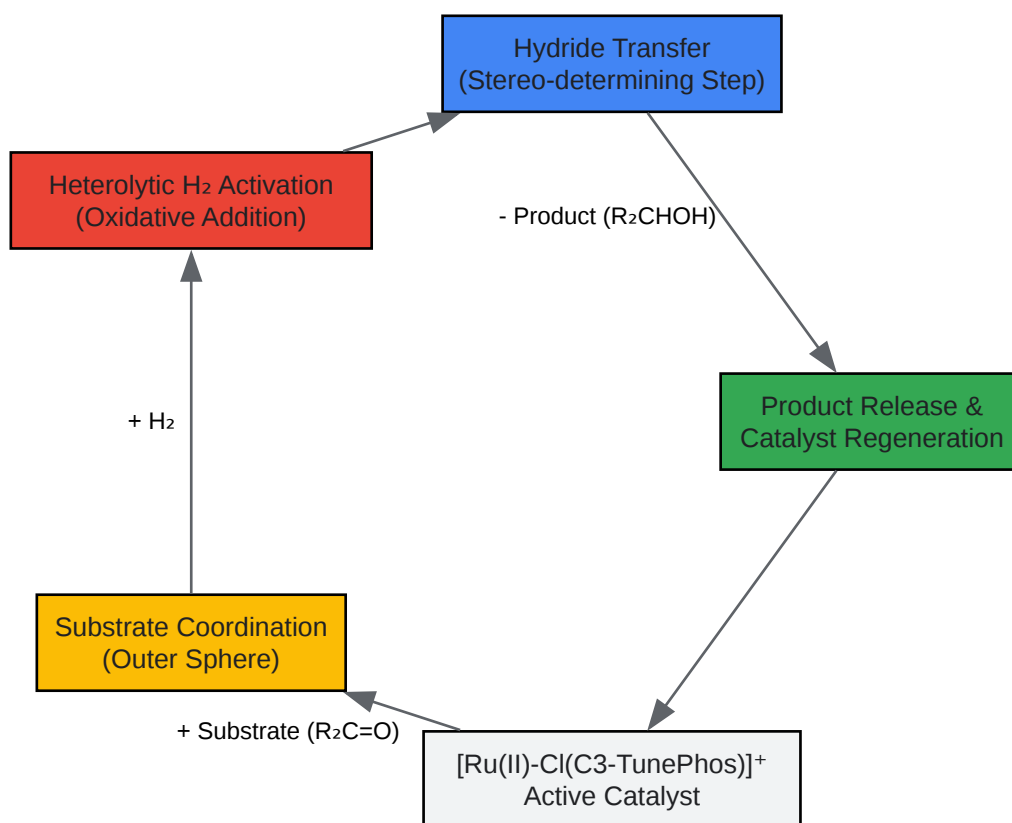 Hydride Transfer
(Stereo-determining Step)
Heterolytic H₂ Activation
(Oxidative Addition)
- Product (R₂CHOH)
Product Release &
Catalyst Regeneration
+ H₂
Substrate Coordination
(Outer Sphere)
+ Substrate (R₂C=O)
[Ru(II)-Cl(C3-TunePhos)]⁺
Active Catalyst